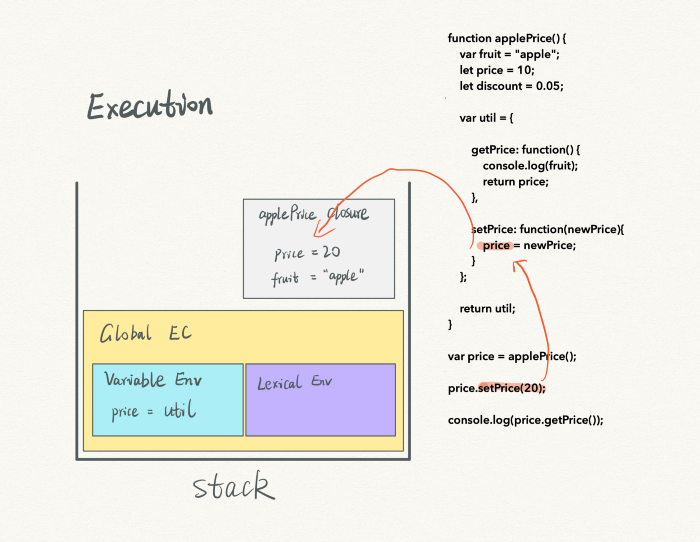 Execution
applePrice closure
price = 20
fruit = "apple"
Global EC
Variable Env
price = util
Lexical Env
stack
function applePrice() {
var fruit = "apple";
let price = 10;
let discount = 0.05;
var util = {
getPrice: function() {
console.log(fruit);
return price;
},
setPrice: function(newPrice){
price = newPrice;
}
};
return util;
}
var price = applePrice();
price.setPrice(20);
console.log(price.getPrice());